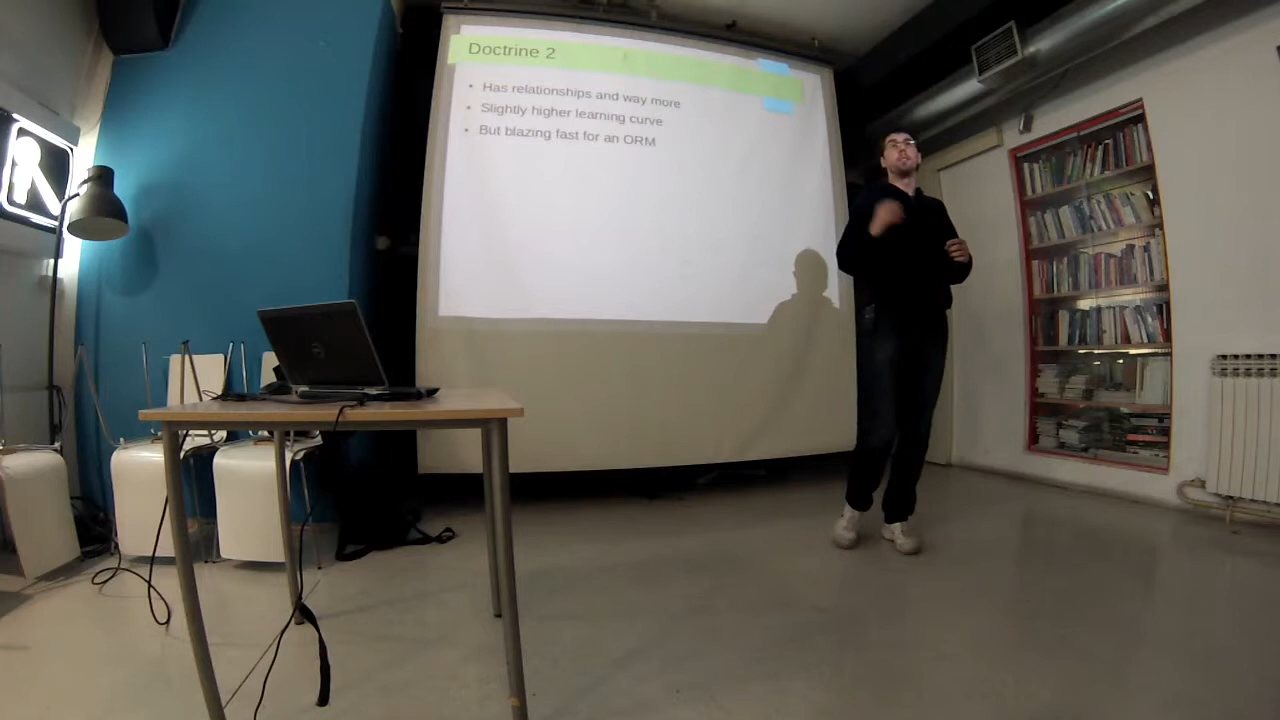 Doctrine 2
• Has relationships and way more
• Slightly higher learning curve
• But blazing fast for an ORM